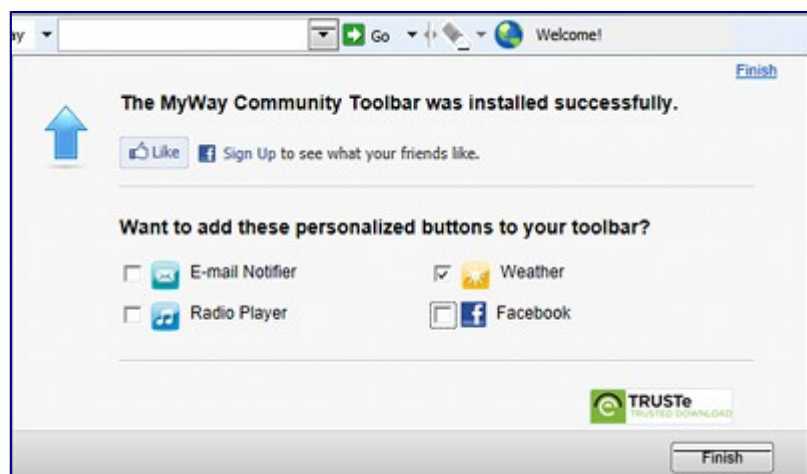 ay Go Welcome!
Finish
The MyWay Community Toolbar was installed successfully.
Like Sign Up to see what your friends like.
Want to add these personalized buttons to your toolbar?
E-mail Notifier Weather
Radio Player Facebook
TRUSTe
TRUSTED DOWNLOAD
Finish